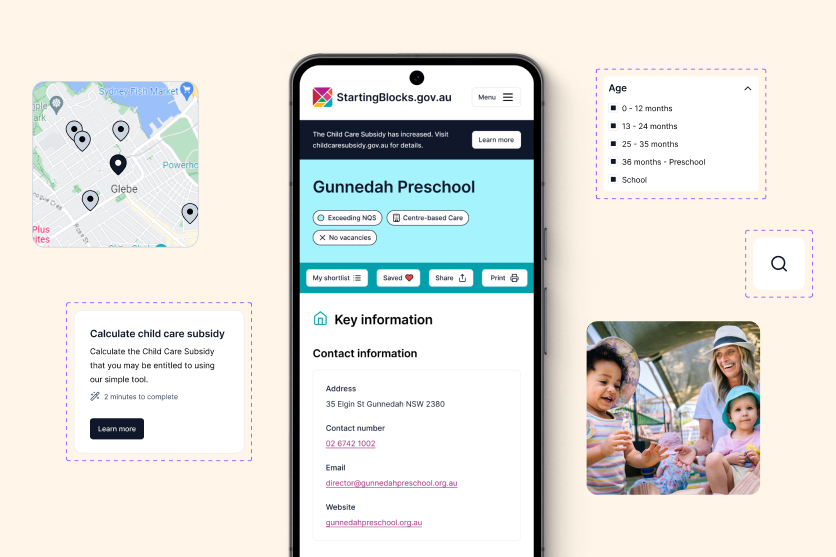 Sydney Fish Market
ple
ark
Powerho
Glebe
Plus
ites
Calculate child care subsidy
Calculate the Child Care Subsidy
that you may be entitled to using
our simple tool.
2 minutes to complete
Learn more
StartingBlocks.gov.au
Menu
The Child Care Subsidy has increased. Visit
childcaresubsidy.gov.au for details.
Learn more
Gunnedah Preschool
Exceeding NQS
Centre-based Care
No vacancies
My shortlist
Saved
Share
Print
Key information
Contact information
Address
35 Elgin St Gunnedah NSW 2380
Contact number
02 6742 1002
Email
director@gunnedahpreschool.org.au
Website
gunnedahpreschool.org.au
Age
0 - 12 months
13 - 24 months
25 - 35 months
36 months - Preschool
School